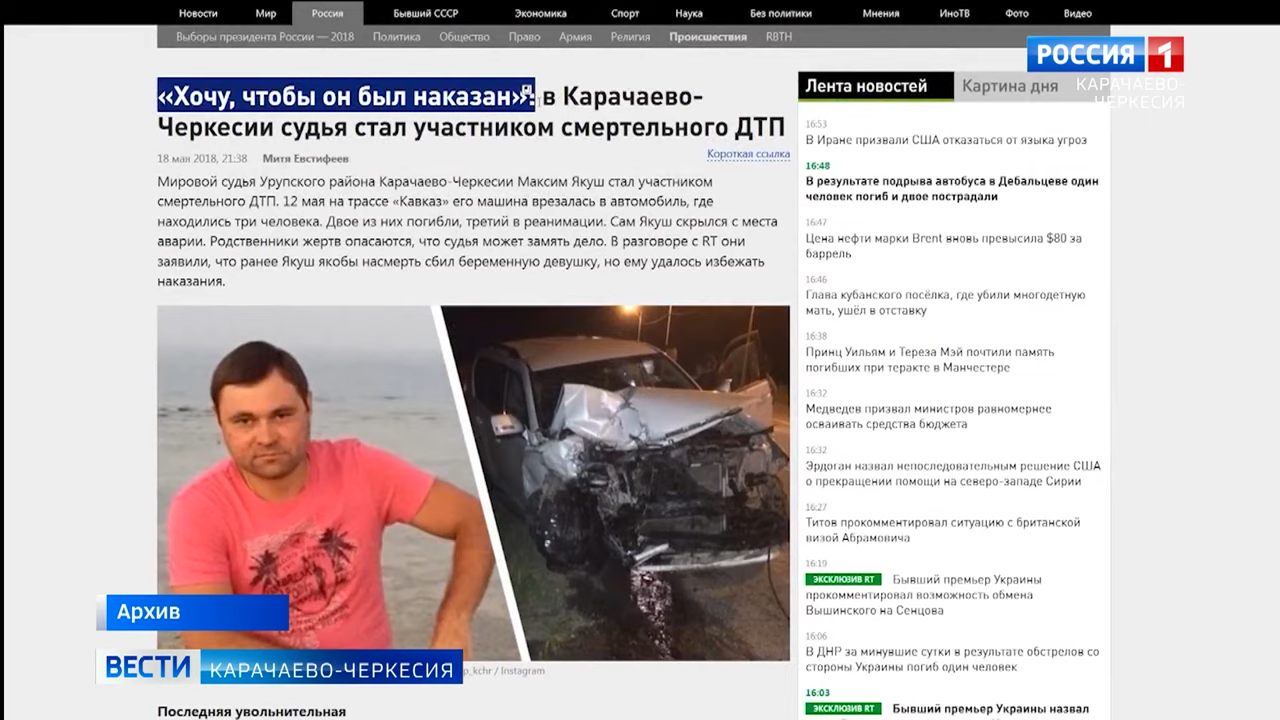 Новости Мир Россия Бывший СССР Экономика Спорт Наука Без политики Мнения ИноТВ Фото Видео
Выборы президента России — 2018 Политика Общество Право Армия Религия Происшествия RBTH
РОССИЯ 1
КАРАЧАЕВО-
ЧЕРКЕСИЯ
«Хочу, чтобы он был наказан»: в Карачаево-
Черкесии судья стал участником смертельного ДТП
18 мая 2018, 21:38 Митя Евстифеев
Короткая ссылка
Мировой судья Урупского района Карачаево-Черкесии Максим Якуш стал участником
смертельного ДТП. 12 мая на трассе «Кавказ» его машина врезалась в автомобиль, где
находились три человека. Двое из них погибли, третий в реанимации. Сам Якуш скрылся с места
аварии. Родственники жертв опасаются, что судья может замять дело. В разговоре с RT они
заявили, что ранее Якуш якобы насмерть сбил беременную девушку, но ему удалось избежать
наказания.
p_kchr / Instagram
Последняя увольнительная
Архив
ВЕСТИ КАРАЧАЕВО-ЧЕРКЕСИЯ
Лента новостей Картина дня
16:53
В Иране призвали США отказаться от языка угроз
16:48
В результате подрыва автобуса в Дебальцеве один
человек погиб и двое пострадали
16:47
Цена нефти марки Brent вновь превысила $80 за
баррель
16:46
Глава кубанского посёлка, где убили многодетную
мать, ушёл в отставку
16:38
Принц Уильям и Тереза Мэй почтили память
погибших при теракте в Манчестере
16:32
Медведев призвал министров равномернее
осваивать средства бюджета
16:32
Эрдоган назвал непоследовательным решение США
о прекращении помощи на северо-западе Сирии
16:27
Титов прокомментировал ситуацию с британской
визой Абрамовича
16:19
ЭКСКЛЮЗИВ RT Бывший премьер Украины
прокомментировал возможность обмена
Вышинского на Сенцова
16:06
В ДНР за минувшие сутки в результате обстрелов со
стороны Украины погиб один человек
16:03
ЭКСКЛЮЗИВ RT Бывший премьер Украины назвал